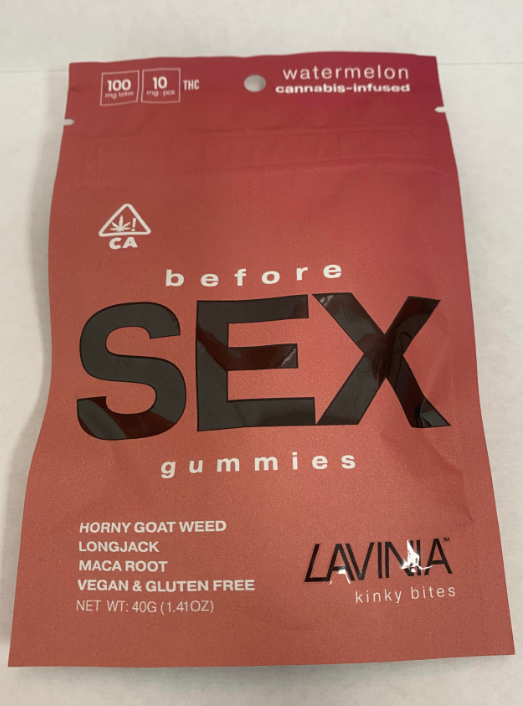 100
mg total
10
mg : pcs
THC
watermelon
cannabis-infused
!
CA
before
SEX
gummies
HORNY GOAT WEED
LONGJACK
MACA ROOT
VEGAN & GLUTEN FREE
NET WT: 40G (1.41OZ)
LAVINIA™
kinky bites